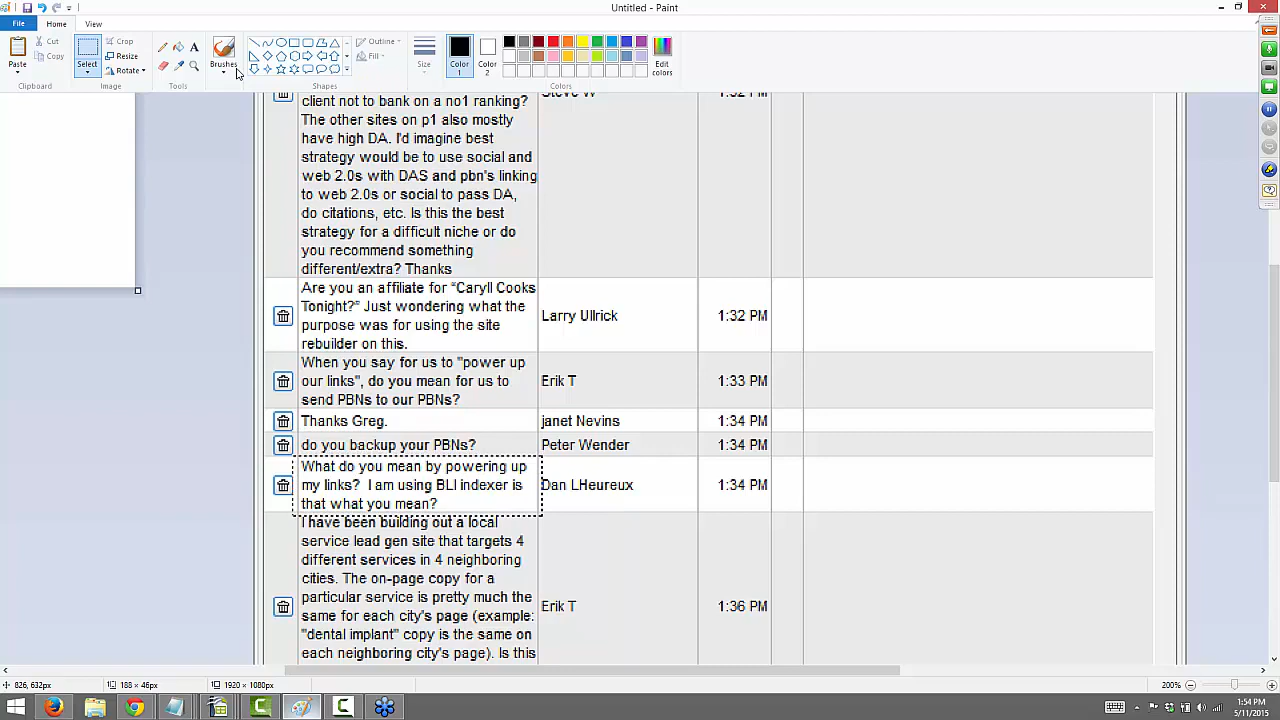 Untitled - Paint
File
Home
View
Paste
Cut
Copy
Clipboard
Select
Crop
Resize
Rotate
Image
Tools
Brushes
Shapes
Outline
Fill
Size
Color 1
Color 2
Edit colors
Colors
client not to bank on a no1 ranking?
The other sites on p1 also mostly
have high DA. I'd imagine best
strategy would be to use social and
web 2.0s with DAS and pbn's linking
to web 2.0s or social to pass DA,
do citations, etc. Is this the best
strategy for a difficult niche or do
you recommend something
different/extra? Thanks
Steve W
1:32 PM
Are you an affiliate for “Caryll Cooks
Tonight?” Just wondering what the
purpose was for using the site
rebuilder on this.
Larry Ullrick
1:32 PM
When you say for us to "power up
our links", do you mean for us to
send PBNs to our PBNs?
Erik T
1:33 PM
Thanks Greg.
janet Nevins
1:34 PM
do you backup your PBNs?
Peter Wender
1:34 PM
What do you mean by powering up
my links? I am using BLI indexer is
that what you mean?
Dan LHeureux
1:34 PM
I have been building out a local
service lead gen site that targets 4
different services in 4 neighboring
cities. The on-page copy for a
particular service is pretty much the
same for each city's page (example:
"dental implant" copy is the same on
each neighboring city's page). Is this
Erik T
1:36 PM
826, 632px
188 × 46px
1920 × 1080px
200%
1:54 PM
5/11/2015